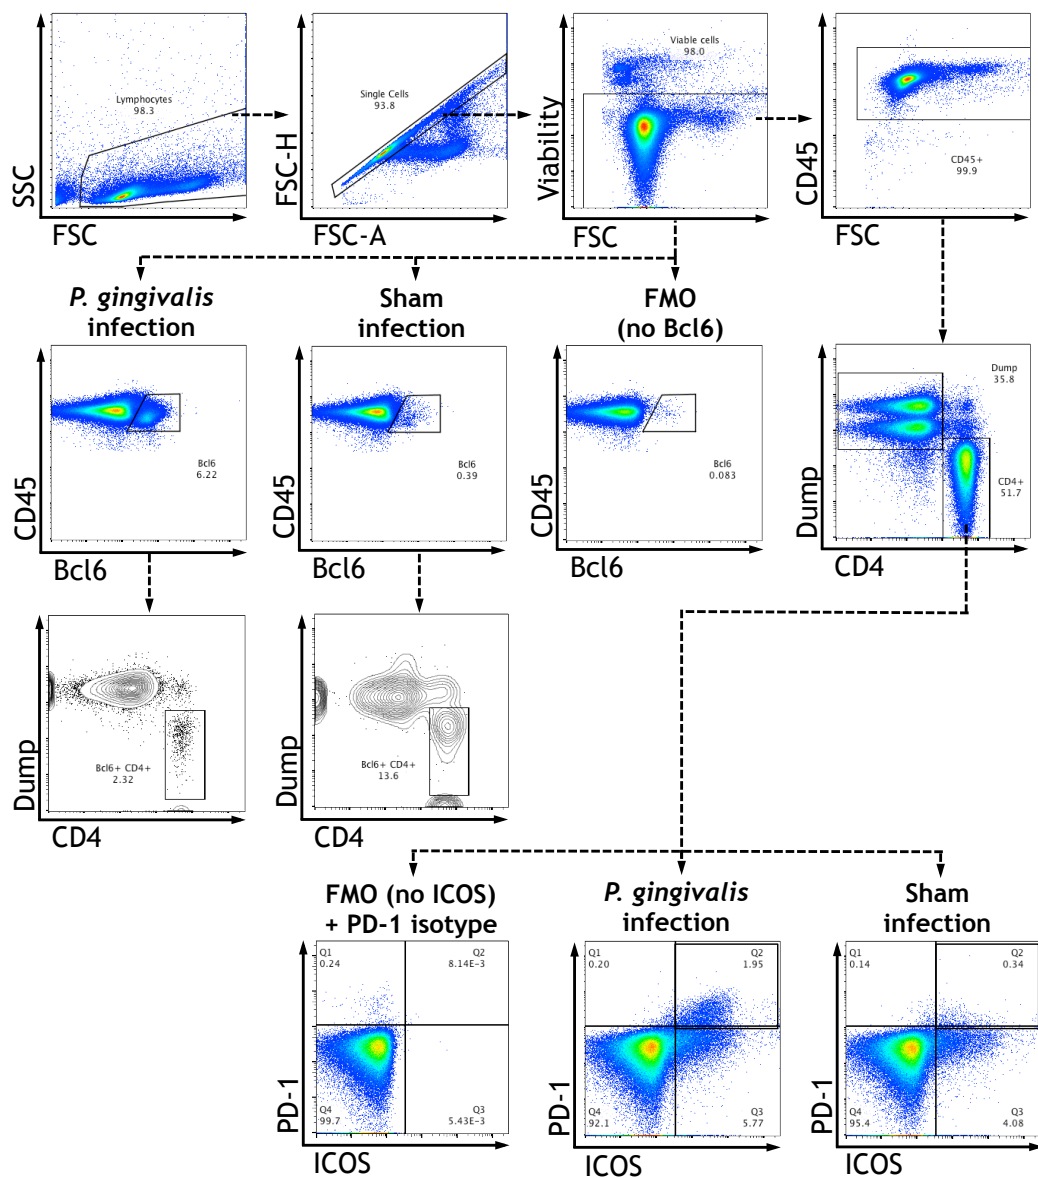 SSC
Lymphocytes
98.3
FSC
FSC-H
Single Cells
93.8
FSC-A
Viability
Viable cells
98.0
FSC
CD45
CD45+
99.9
FSC
P. gingivalis
infection
Sham
infection
FMO
(no Bcl6)
CD45
Bcl6
6.22
Bcl6
CD45
Bcl6
0.39
Bcl6
CD45
Bcl6
0.083
Bcl6
Dump
Dump
35.8
CD4+
51.7
CD4
Dump
Bcl6+ CD4+
2.32
CD4
Dump
Bcl6+ CD4+
13.6
CD4
FMO (no ICOS)
+ PD-1 isotype
P. gingivalis
infection
Sham
infection
PD-1
Q1
0.24
Q2
8.14E-3
Q4
99.7
Q3
5.43E-3
ICOS
PD-1
Q1
0.20
Q2
1.95
Q4
92.1
Q3
5.77
ICOS
PD-1
Q1
0.14
Q2
0.34
Q4
95.4
Q3
4.08
ICOS